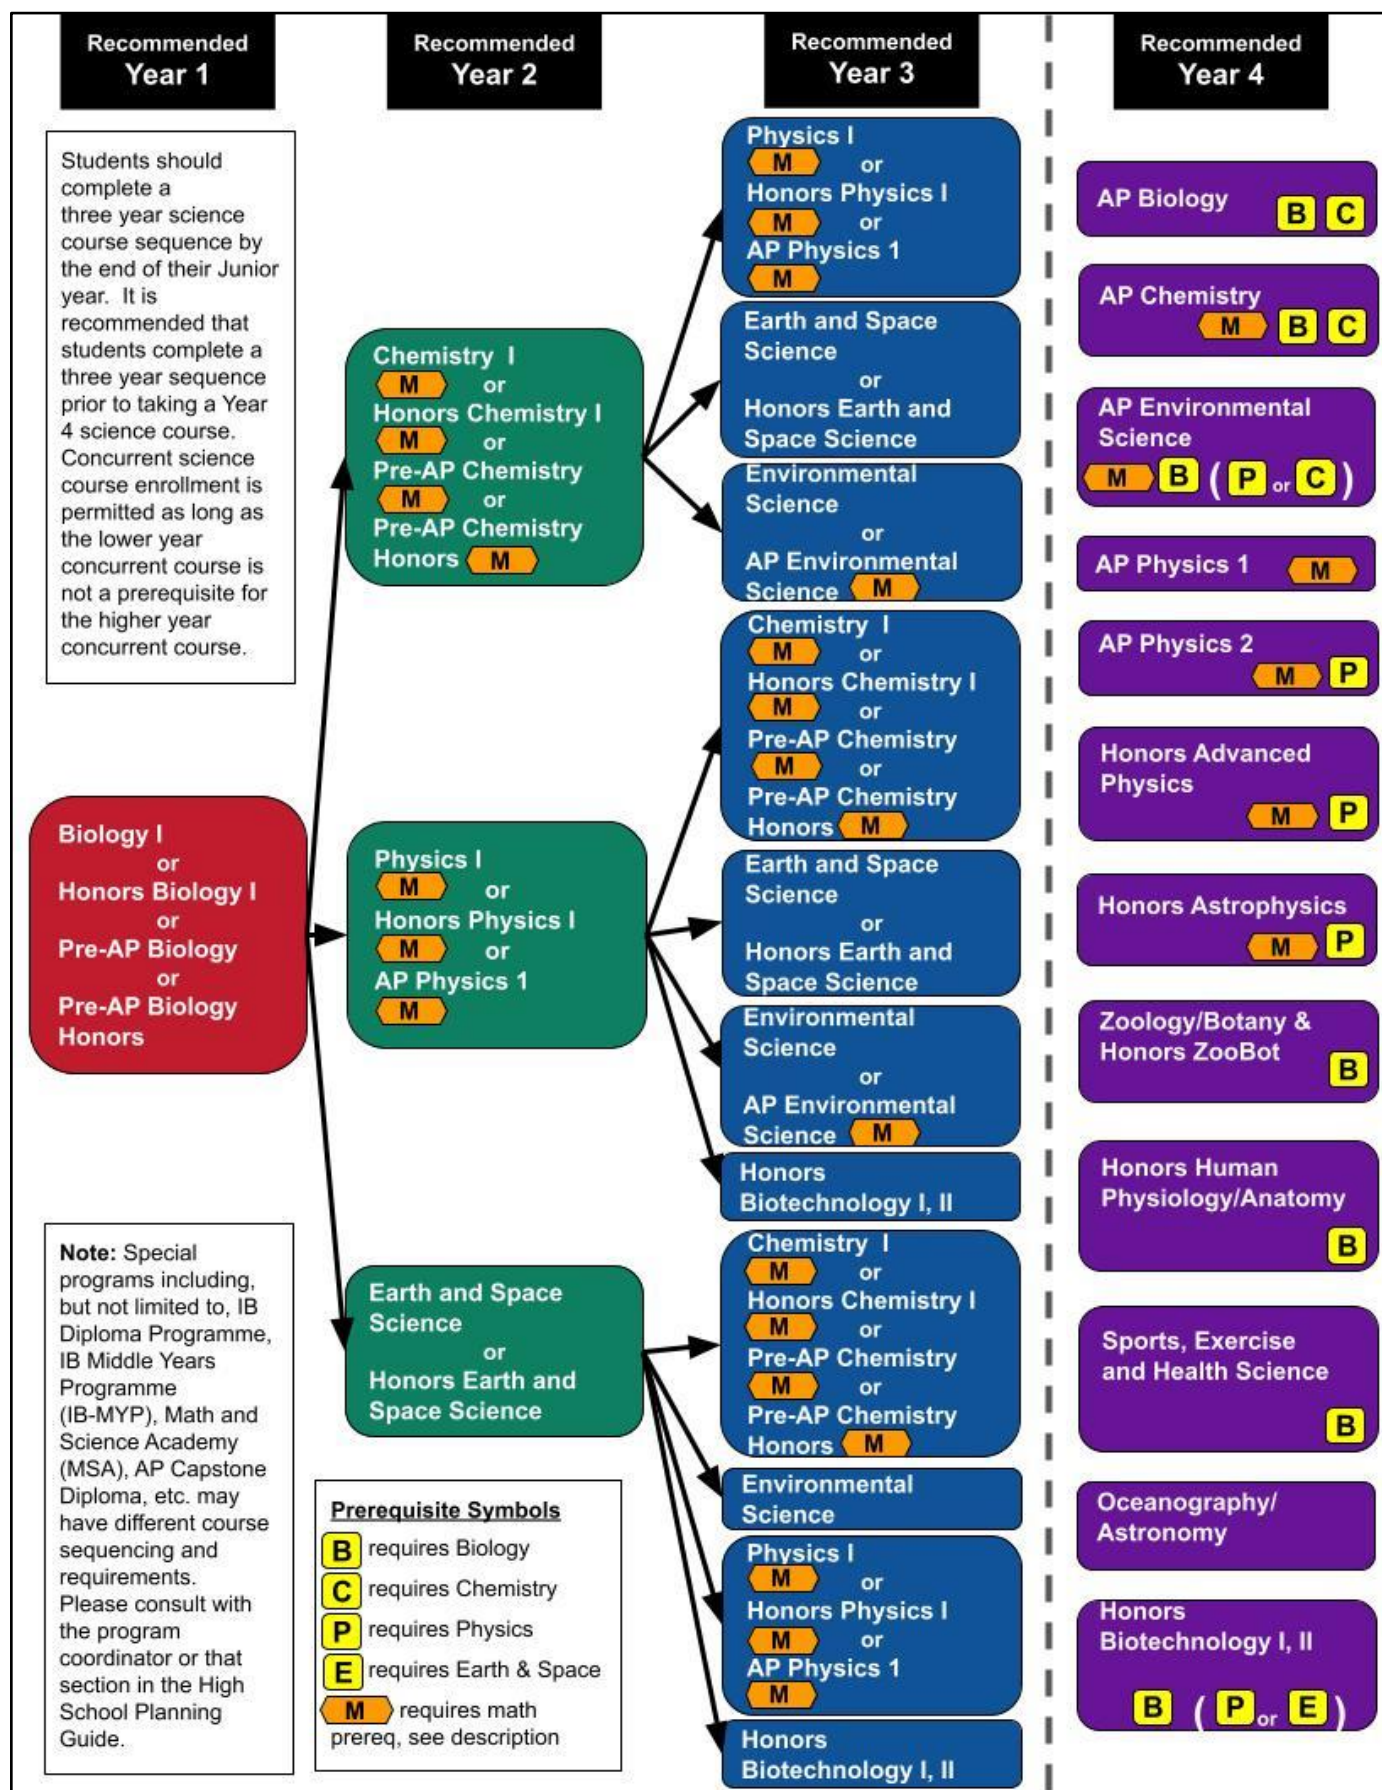 Recommended
Year 1
Recommended
Year 2
Recommended
Year 3
Recommended
Year 4
Students should
complete a
three year science
course sequence by
the end of their Junior
year. It is
recommended that
students complete a
three year sequence
prior to taking a Year
4 science course.
Concurrent science
course enrollment is
permitted as long as
the lower year
concurrent course is
not a prerequisite for
the higher year
concurrent course.
Biology I
or
Honors Biology I
or
Pre-AP Biology
or
Pre-AP Biology
Honors
Note: Special
programs including,
but not limited to, IB
Diploma Programme,
IB Middle Years
Programme
(IB-MYP), Math and
Science Academy
(MSA), AP Capstone
Diploma, etc. may
have different course
sequencing and
requirements.
Please consult with
the program
coordinator or that
section in the High
School Planning
Guide.
Chemistry I
M or
Honors Chemistry I
M or
Pre-AP Chemistry
M or
Pre-AP Chemistry
Honors M
Physics I
M or
Honors Physics I
M or
AP Physics 1
M
Earth and Space
Science
or
Honors Earth and
Space Science
Prerequisite Symbols
B requires Biology
C requires Chemistry
P requires Physics
E requires Earth & Space
M requires math
prereq, see description
Physics I
M or
Honors Physics I
M or
AP Physics 1
M
Earth and Space
Science
or
Honors Earth and
Space Science
Environmental
Science
or
AP Environmental
Science M
Chemistry I
M or
Honors Chemistry I
M or
Pre-AP Chemistry
M or
Pre-AP Chemistry
Honors M
Earth and Space
Science
or
Honors Earth and
Space Science
Environmental
Science
or
AP Environmental
Science M
Honors
Biotechnology I, II
Chemistry I
M or
Honors Chemistry I
M or
Pre-AP Chemistry
M or
Pre-AP Chemistry
Honors M
Environmental
Science
Physics I
M or
Honors Physics I
M or
AP Physics 1
M
Honors
Biotechnology I, II
AP Biology
B C
AP Chemistry
M B C
AP Environmental
Science
M B ( P or C )
AP Physics 1 M
AP Physics 2
M P
Honors Advanced
Physics
M P
Honors Astrophysics
M P
Zoology/Botany &
Honors ZooBot
B
Honors Human
Physiology/Anatomy
B
Sports, Exercise
and Health Science
B
Oceanography/
Astronomy
Honors
Biotechnology I, II
B ( P or E )